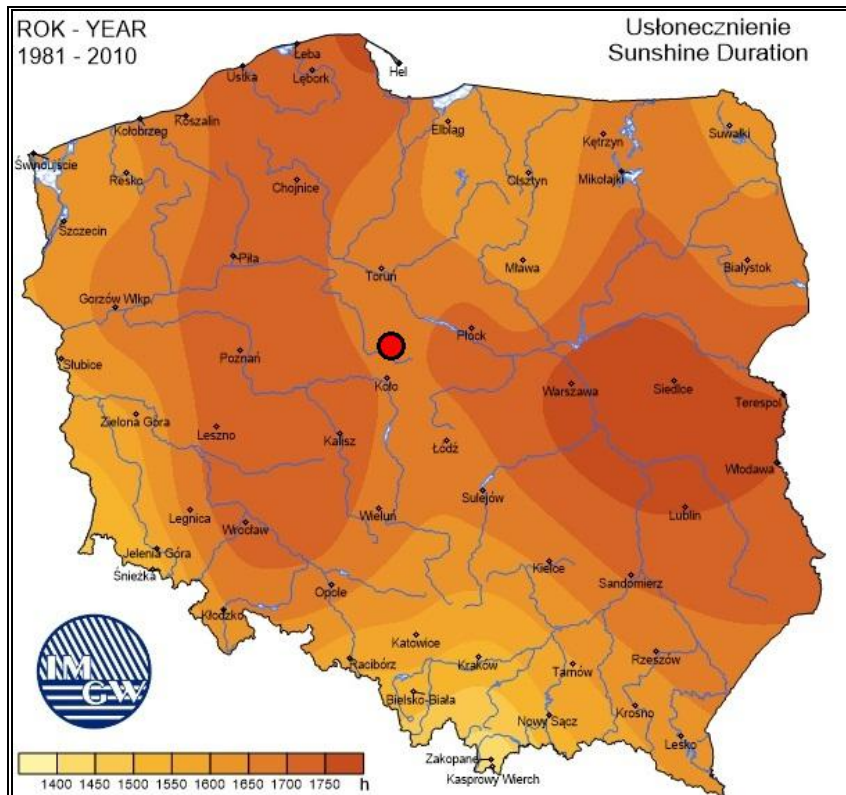 ROK - YEAR
1981 - 2010
Usłonecznienie
Sunshine Duration
Łeba
Ustka
Lębork
Hel
Kołobrzeg
Koszalin
Elbląg
Kętrzyn
Suwałki
Świnoujście
Resko
Chojnice
Olsztyn
Mikołajki
Szczecin
Piła
Toruń
Mława
Białystok
Gorzów Wlkp.
Płock
Słubice
Poznań
Koło
Warszawa
Siedlce
Terespol
Zielona Góra
Leszno
Kalisz
Łódź
Włodawa
Sulejów
Legnica
Wrocław
Wieluń
Lublin
Jelenia Góra
Śnieżka
Kielce
Sandomierz
Opole
Kłodzko
Katowice
Racibórz
Kraków
Tarnów
Rzeszów
Bielsko-Biała
Nowy Sącz
Krosno
Lesko
Zakopane
Kasprowy Wierch
IM
GW
1400 1450 1500 1550 1600 1650 1700 1750 h